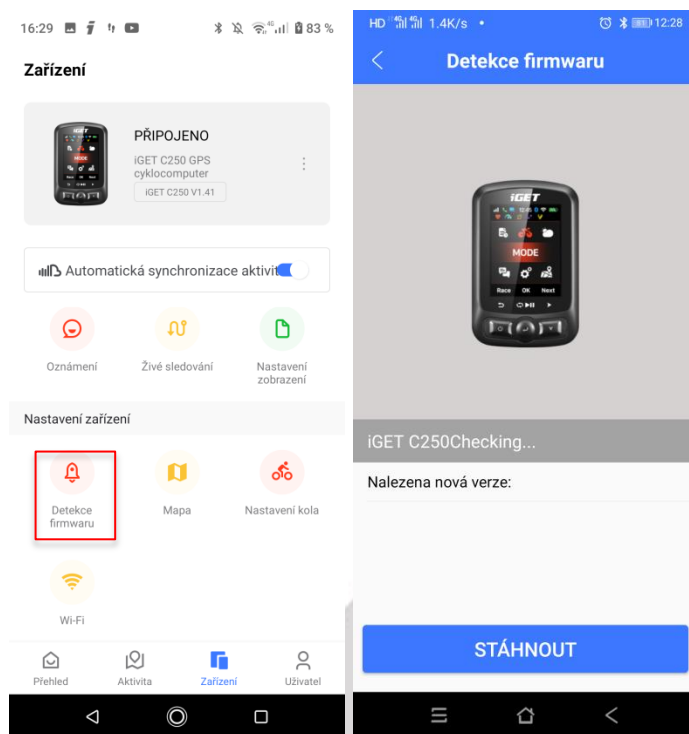 16:29
83 %
Zařízení
iGET
MODE
PŘIPOJENO
iGET C250 GPS
cyklocomputer
iGET C250 V1.41
Automatická synchronizace aktivit
Oznámení
Živé sledování
Nastavení
zobrazení
Nastavení zařízení
Detekce
firmwaru
Mapa
Nastavení kola
Wi-Fi
Přehled
Aktivita
Zařízení
Uživatel
HD 1.4K/s 12:28
Detekce firmwaru
iGET
MODE
Race OK Next
iGET C250Checking...
Nalezena nová verze:
STÁHNOUT